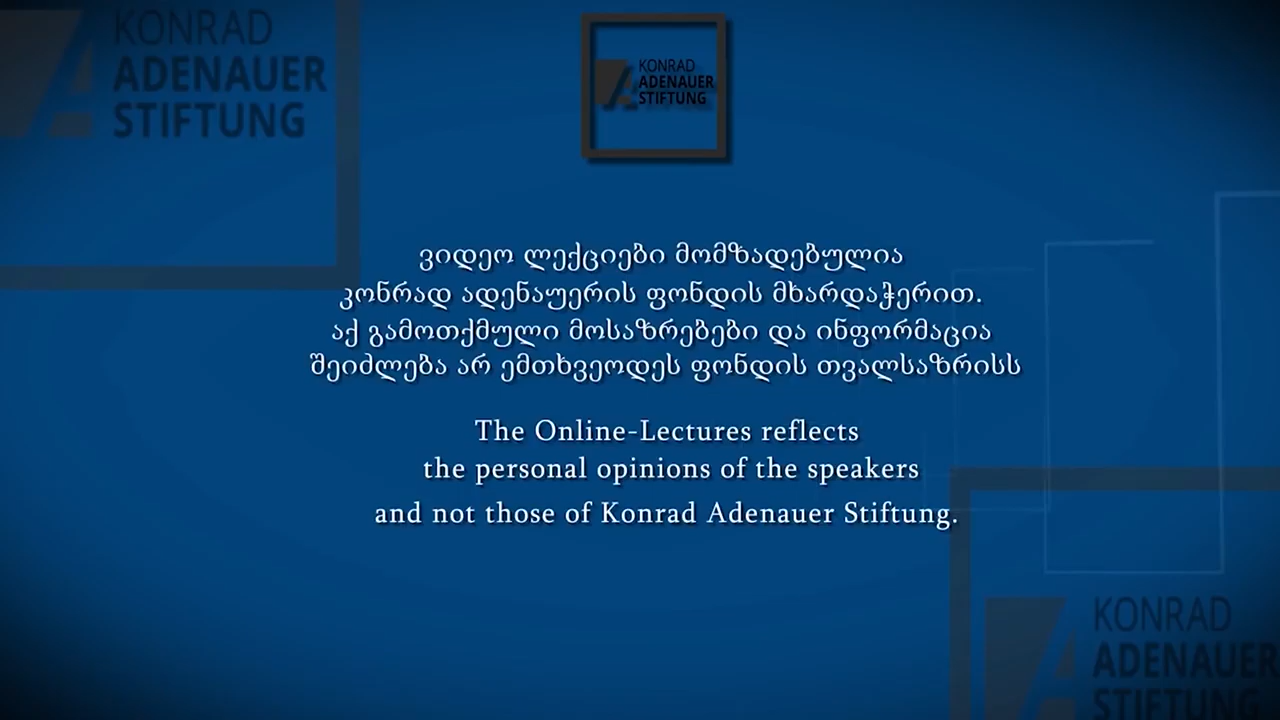 KONRAD
ADENAUER
STIFTUNG
KONRAD
ADENAUER
STIFTUNG
ვიდეო ლექციები მომზადებულია
კონრად ადენაუერის ფონდის მხარდაჭერით.
აქ გამოთქმული მოსაზრებები და ინფორმაცია
შეიძლება არ ემთხვეოდეს ფონდის თვალსაზრისს
The Online-Lectures reflects
the personal opinions of the speakers
and not those of Konrad Adenauer Stiftung.
KONRAD
ADENAUER
STIFTUNG